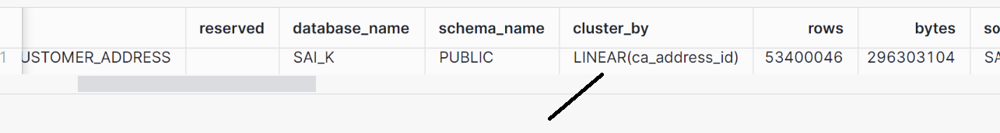 reserved database_name schema_name cluster_by rows bytes so
1 USTOMER_ADDRESS SAI_K PUBLIC LINEAR(ca_address_id) 53400046 296303104 SA